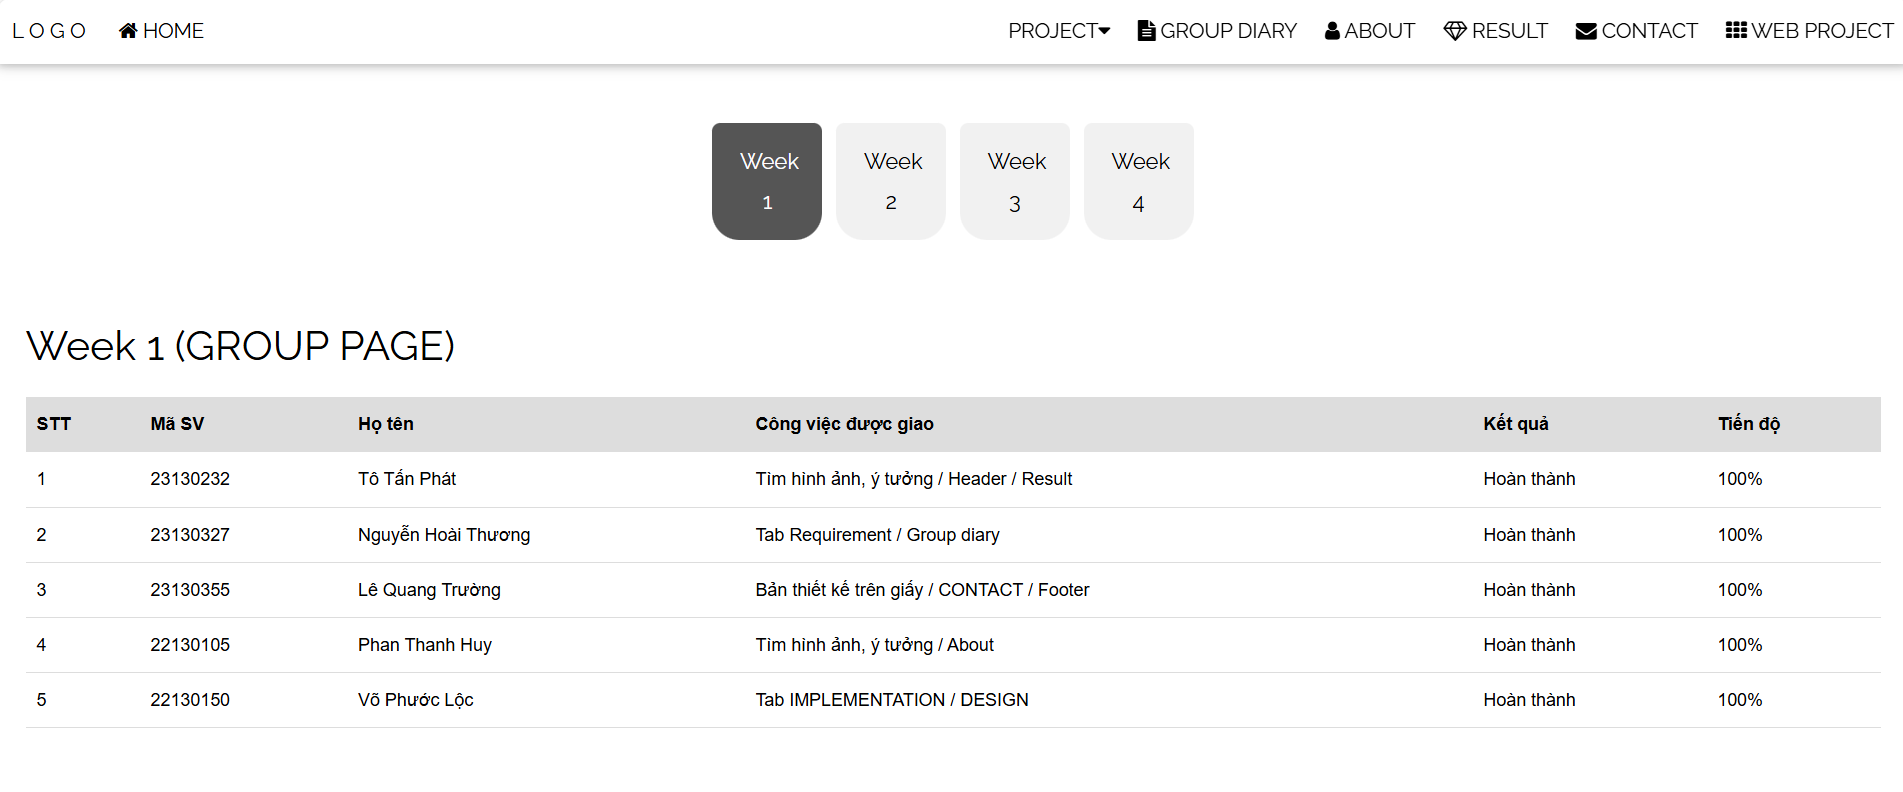 LOGO HOME PROJECT GROUP DIARY ABOUT RESULT CONTACT WEB PROJECT
Week 1
Week 2
Week 3
Week 4
Week 1 (GROUP PAGE)
STT Mã SV Họ tên Công việc được giao Kết quả Tiến độ
1 23130232 Tô Tấn Phát Tìm hình ảnh, ý tưởng / Header / Result Hoàn thành 100%
2 23130327 Nguyễn Hoài Thương Tab Requirement / Group diary Hoàn thành 100%
3 23130355 Lê Quang Trường Bản thiết kế trên giấy / CONTACT / Footer Hoàn thành 100%
4 22130105 Phan Thanh Huy Tìm hình ảnh, ý tưởng / About Hoàn thành 100%
5 22130150 Võ Phước Lộc Tab IMPLEMENTATION / DESIGN Hoàn thành 100%